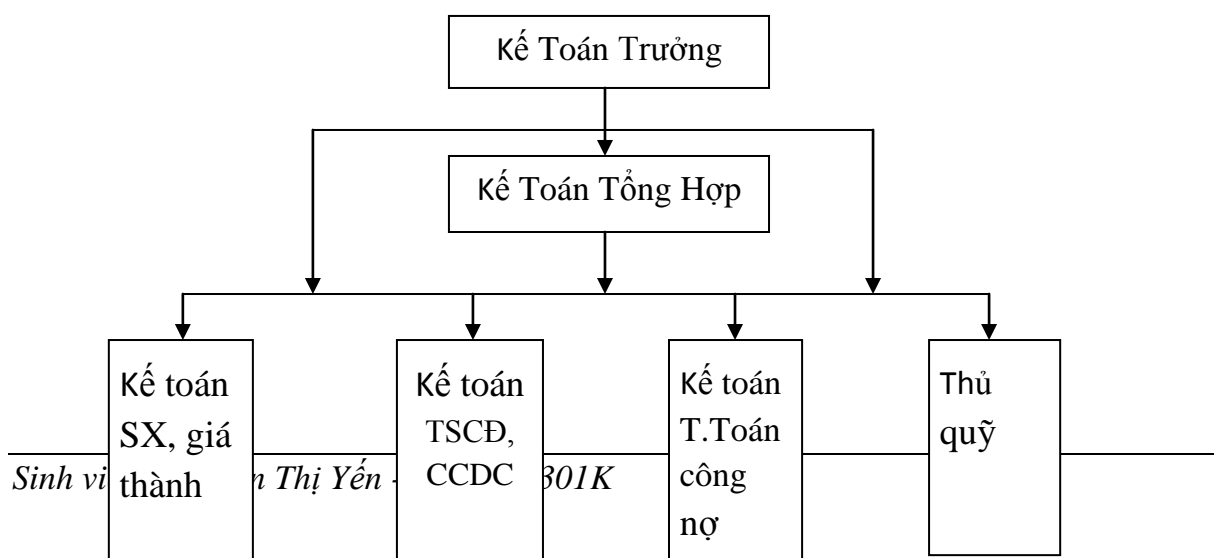 Kế Toán Trưởng
Kế Toán Tổng Hợp
Kế toán
SX, giá
thành
Kế toán
TSCĐ,
CCDC
Kế toán
T.Toán
công
nợ
Thủ
quỹ
Sinh Thị Yến - 301K